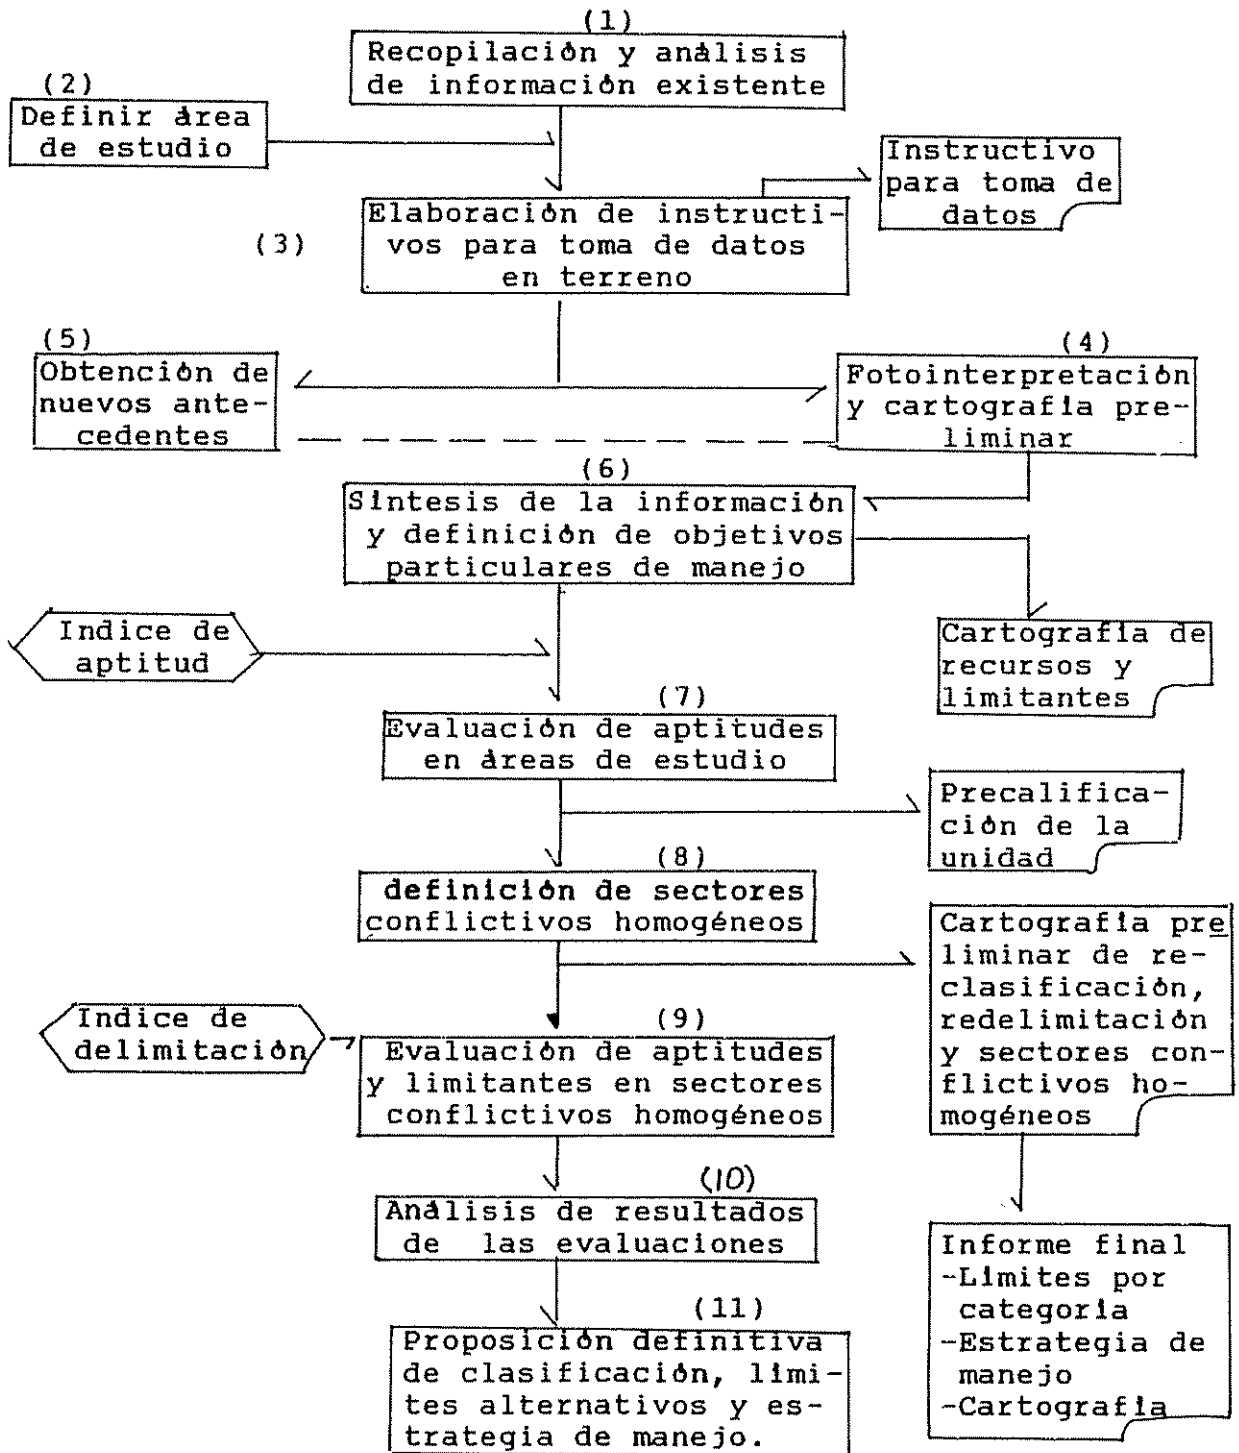 (1)
Recopilación y análisis
de información existente
(2)
Definir área
de estudio
Instructivo
para toma de
datos
(3)
Elaboración de instructi-
vos para toma de datos
en terreno
(5)
Obtención de
nuevos ante-
cedentes
(4)
Fotointerpretación
y cartografía pre-
liminar
(6)
Síntesis de la información
y definición de objetivos
particulares de manejo
Indice de
aptitud
Cartografía de
recursos y
limitantes
(7)
Evaluación de aptitudes
en áreas de estudio
Precalifica-
ción de la
unidad
(8)
definición de sectores
conflictivos homogéneos
Cartografía pre
liminar de re-
clasificación,
redelimitación
y sectores con-
flictivos ho-
mogéneos
Indice de
delimitación
(9)
Evaluación de aptitudes
y limitantes en sectores
conflictivos homogéneos
(10)
Análisis de resultados
de las evaluaciones
Informe final
-Límites por
categoría
-Estrategia de
manejo
-Cartografía
(11)
Proposición definitiva
de clasificación, lími-
tes alternativos y es-
trategia de manejo.